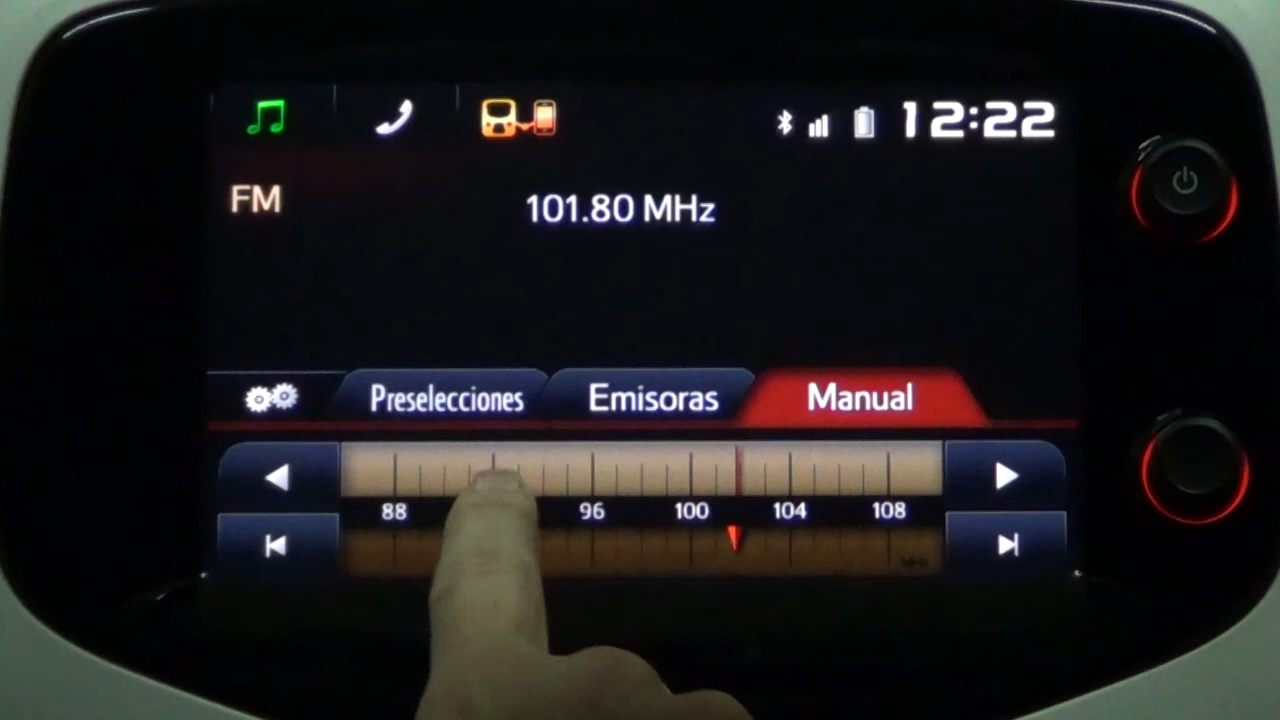 12:22
FM
101.80 MHz
Preselecciones Emisoras Manual
88 96 100 104 108